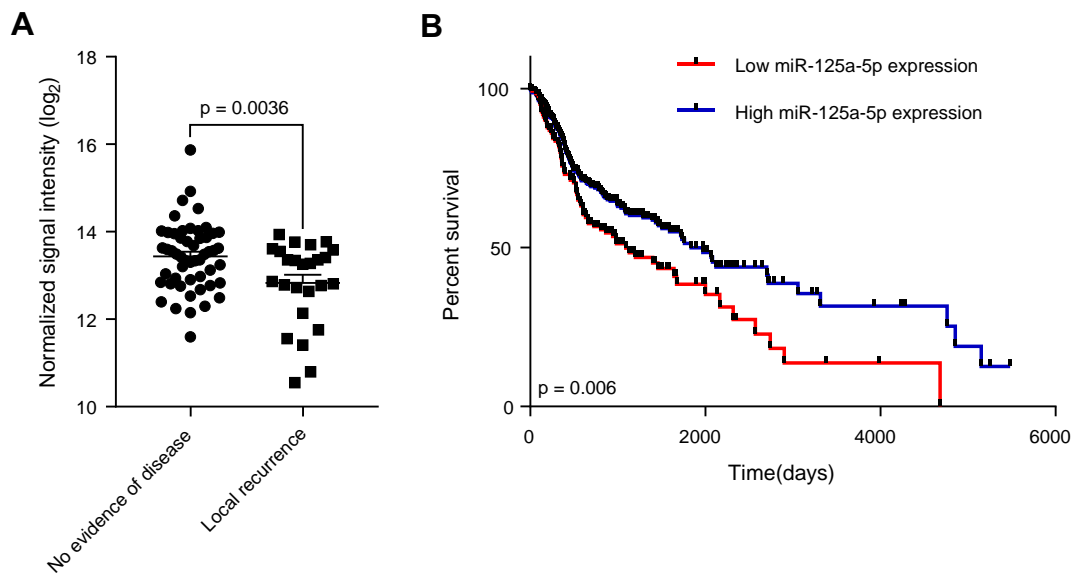 A
Normalized signal intensity (log2)
18
16
14
12
10
p = 0.0036
No evidence of disease
Local recurrence
B
Low miR-125a-5p expression
High miR-125a-5p expression
Percent survival
100
50
0
p = 0.006
0 2000 4000 6000
Time(days)